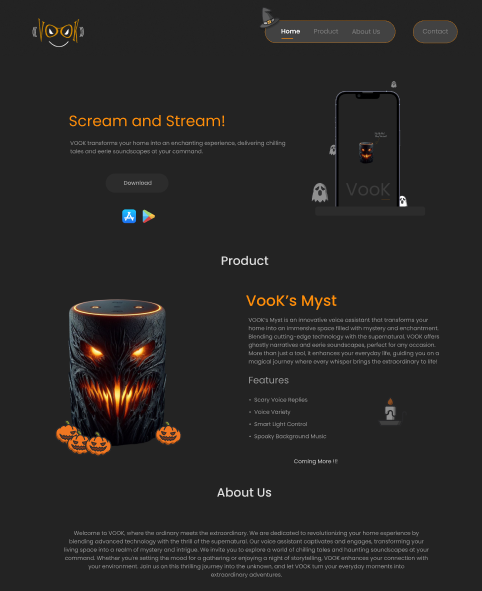 VOOK
Home Product About Us Contact
Scream and Stream!
VOOK transforms your home into an enchanting experience, delivering chilling
tales and eerie soundscapes at your command.
Download
VooK
Product
VooK's Myst
VOOK's Myst is an innovative voice assistant that transforms your
home into an immersive space filled with mystery and enchantment.
Blending cutting-edge technology with the supernatural, VOOK offers
ghostly narratives and eerie soundscapes, perfect for any occasion.
More than just a tool, it enhances your everyday life, guiding you on a
magical journey where every whisper brings the extraordinary to life!
Features
• Scary Voice Replies
• Voice Variety
• Smart Light Control
• Spooky Background Music
Coming More !!!
About Us
Welcome to VOOK, where the ordinary meets the extraordinary. We are dedicated to revolutionizing your home experience by
blending advanced technology with the thrill of the supernatural. Our voice assistant captivates and engages, transforming your
living space into a realm of mystery and intrigue. We invite you to explore a world of chilling tales and haunting soundscapes at your
command. Whether you're setting the mood for a gathering or enjoying a night of storytelling, VOOK enhances your connection with
your environment. Join us on this thrilling journey into the unknown, and let VOOK turn your everyday moments into
extraordinary adventures.